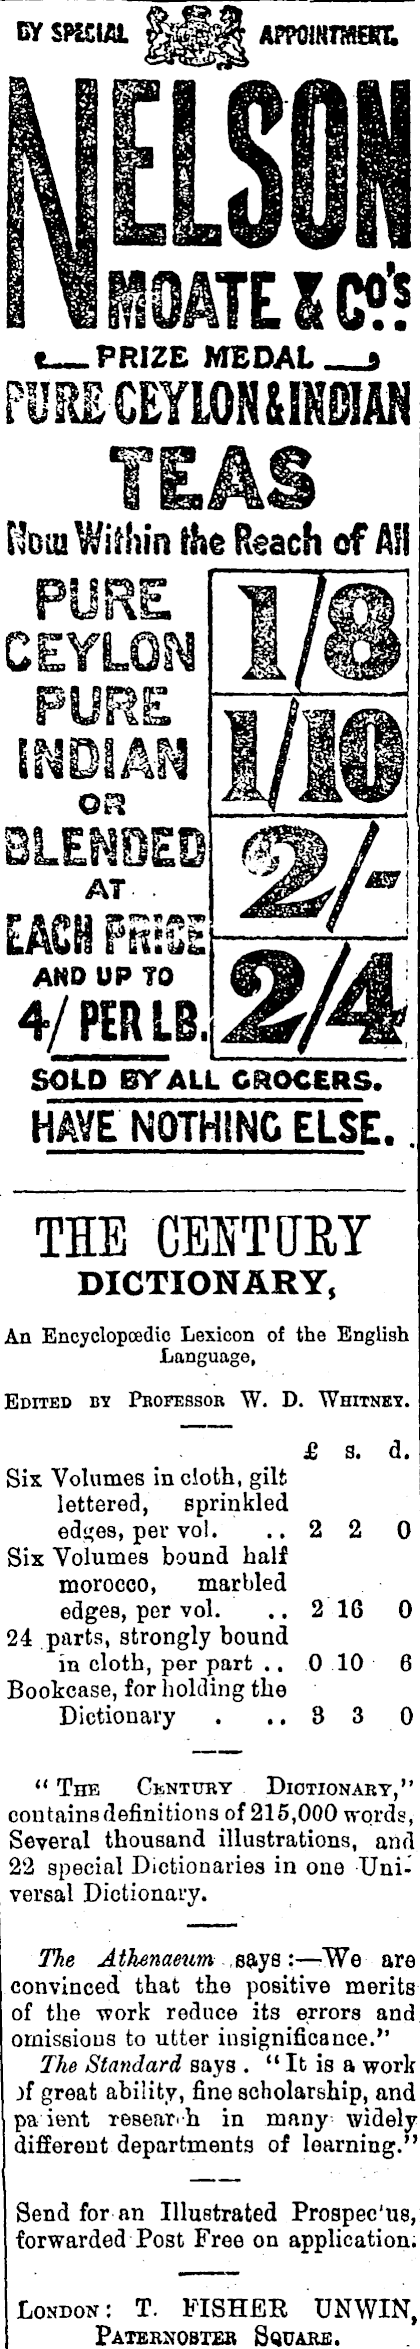 BY SPECIAL APPOINTMENT.
NELSON
MOATE & Co's.
PRIZE MEDAL
PURE CEYLON & INDIAN
TEAS
Now Within the Reach of All
PURE
CEYLON
PURE
INDIAN
OR
BLENDED
AT
EACH PRICE
AND UP TO
4/ PER LB.
1/8
1/10
2/-
2/4
SOLD BY ALL GROCERS.
HAVE NOTHING ELSE.
THE CENTURY
DICTIONARY,
An Encyclopœdic Lexicon of the English
Language,
EDITED BY PROFESSOR W. D. WHITNEY.
£ s. d.
Six Volumes in cloth, gilt
lettered, sprinkled
edges, per vol. .. 2 2 0
Six Volumes bound half
morocco, marbled
edges, per vol. .. 2 16 0
24 parts, strongly bound
in cloth, per part .. 0 10 6
Bookcase, for holding the
Dictionary . .. 3 3 0
"THE CENTURY DICTIONARY,"
contains definitions of 215,000 words,
Several thousand illustrations, and
22 special Dictionaries in one Uni-
versal Dictionary.
The Athenaeum says:—We are
convinced that the positive merits
of the work reduce its errors and
omissions to utter insignificance."
The Standard says. "It is a work
of great ability, fine scholarship, and
pa ient research in many widely
different departments of learning."
Send for an Illustrated Prospec'us,
forwarded Post Free on application.
LONDON: T. FISHER UNWIN,
PATERNOSTER SQUARE.